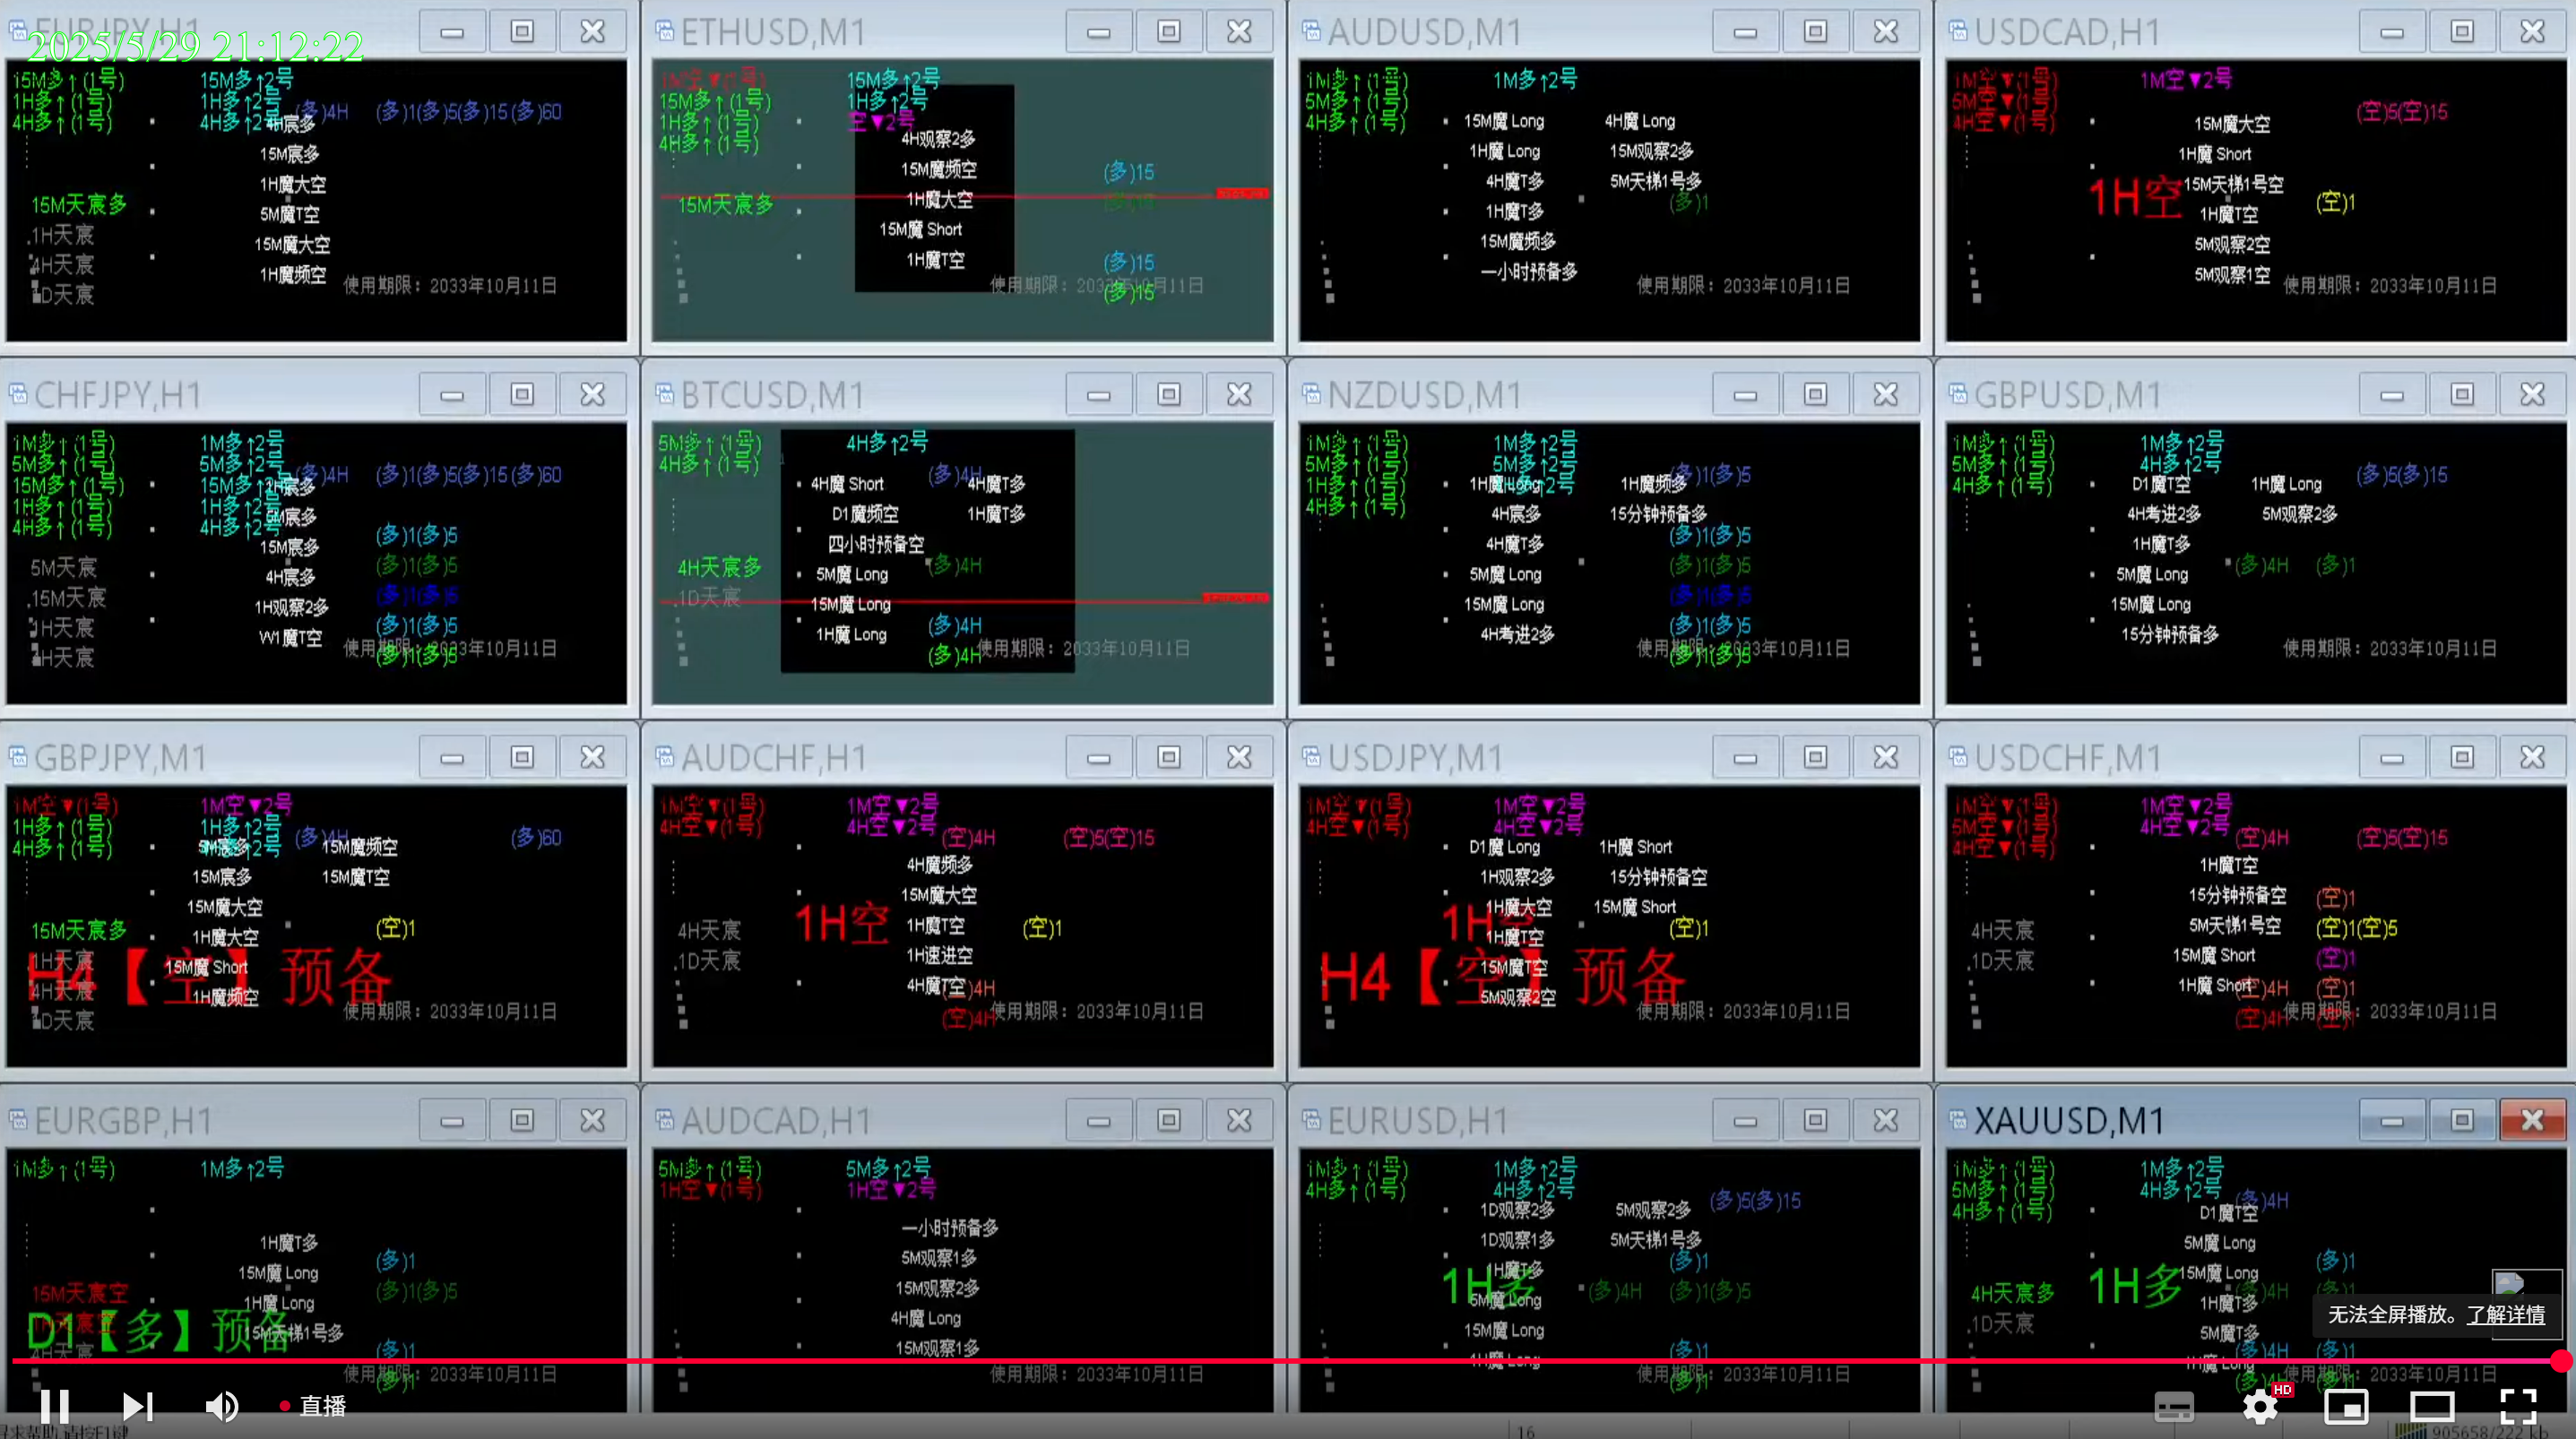 EURJPY,H1
2025/5/29 21:12:22
15M多↑(1号) 15M多↑2号
1H多↑(1号) 1H多↑2号
4H多↑(1号) 4H多↑2号
(多)4H (多)1(多)5(多)15(多)60
4H宸多
15M宸多
1H魔大空
15M天宸多
5M魔T空
1H天宸
15M魔大空
4H天宸
1H魔频空
使用期限：2033年10月11日
1D天宸
ETHUSD,M1
1M空▼(1号) 15M多↑2号
15M多↑(1号) 1H多↑2号
1H多↑(1号) 空▼2号
4H多↑(1号)
4H观察2多
15M魔频空
(多)15
1H魔大空
15M天宸多
15M魔 Short
1H魔T空
(多)15
使用期限：2033年10月11日
(多)15
AUDUSD,M1
1M多↑(1号) 1M多↑2号
5M多↑(1号)
4H多↑(1号)
15M魔 Long 4H魔 Long
1H魔 Long 15M观察2多
4H魔T多 5M天梯1号多
1H魔T多 (多)1
15M魔频多
一小时预备多
使用期限：2033年10月11日
USDCAD,H1
1M空▼(1号) 1M空▼2号
5M空▼(1号)
4H空▼(1号)
(空)5(空)15
15M魔大空
1H魔 Short
15M天梯1号空
1H空
1H魔T空
(空)1
5M观察2空
5M观察1空
使用期限：2033年10月11日
CHFJPY,H1
1M多↑(1号) 1M多↑2号
5M多↑(1号) 5M多↑2号
15M多↑(1号) 15M多↑2号
1H多↑(1号) 1H多↑2号
4H多↑(1号) 4H多↑2号
(多)4H (多)1(多)5(多)15(多)60
15M宸多
(多)1(多)5
5M天宸
4H宸多
(多)1(多)5
15M天宸
1H观察2多
(多)1(多)5
1H天宸
W1魔T空
(多)1(多)5
4H天宸
使用期限：2033年10月11日
(多)1(多)5
BTCUSD,M1
5M多↑(1号) 4H多↑2号
4H多↑(1号)
(多)4H
4H魔 Short 4H魔T多
D1魔频空 1H魔T多
四小时预备空
4H天宸多
(多)4H
5M魔 Long
1D天宸
15M魔 Long
1H魔 Long
(多)4H
(多)4H
使用期限：2033年10月11日
NZDUSD,M1
1M多↑(1号) 1M多↑2号
5M多↑(1号) 5M多↑2号
1H多↑(1号)
4H多↑(1号)
(多)1(多)5
1H魔 Long 1H魔频多
4H宸多 15分钟预备多
4H魔T多 (多)1(多)5
5M魔 Long (多)1(多)5
15M魔 Long (多)1(多)5
4H考进2多 (多)1(多)5
使用期限：2033年10月11日
(多)1(多)5
GBPUSD,M1
1M多↑(1号) 1M多↑2号
5M多↑(1号) 4H多↑2号
4H多↑(1号)
(多)5(多)15
D1魔T空 1H魔 Long
4H考进2多 5M观察2多
1H魔T多
(多)4H (多)1
5M魔 Long
15M魔 Long
15分钟预备多
使用期限：2033年10月11日
GBPJPY,M1
1M空▼(1号) 1M空▼2号
1H多↑(1号) 1H多↑2号
4H多↑(1号) 4H多↑2号
(多)4H (多)60
5M宸多 15M魔频空
15M宸多 15M魔T空
15M魔大空
15M天宸多
(空)1
1H魔大空
1H天宸
15M魔 Short
H4【空】预备
4H天宸
1H魔频空
使用期限：2033年10月11日
1D天宸
AUDCHF,H1
1M空▼(1号) 1M空▼2号
4H空▼(1号) 4H空▼2号
(空)4H (空)5(空)15
4H魔频多
15M魔大空
1H空
1H魔T空
4H天宸
(空)1
1H速进空
1D天宸
4H魔T空
(空)4H
(空)4H
使用期限：2033年10月11日
USDJPY,M1
1M空▼(1号) 1M空▼2号
4H空▼(1号) 4H空▼2号
D1魔 Long 1H魔 Short
1H观察2多 15分钟预备空
1H魔大空 15M魔 Short
1H空
(空)1
1H魔T空
15M魔T空
H4【空】预备
5M观察2空
使用期限：2033年10月11日
USDCHF,M1
1M空▼(1号) 1M空▼2号
5M空▼(1号) 4H空▼2号
4H空▼(1号)
(空)4H (空)5(空)15
1H魔T空
15分钟预备空 (空)1
5M天梯1号空 (空)1(空)5
4H天宸
15M魔 Short (空)1
1D天宸
1H魔 Short (空)4H (空)1
(空)4H (空)1
使用期限：2033年10月11日
EURGBP,H1
1M多↑(1号) 1M多↑2号
1H魔T多
(多)1
15M魔 Long
15M天宸空
(多)1(多)5
1H魔 Long
D1【多】预备
15M天梯1号多
4H天宸
(多)1
使用期限：2033年10月11日
(多)1
AUDCAD,H1
5M多↑(1号) 5M多↑2号
1H空▼(1号) 1H空▼2号
一小时预备多
5M观察1多
15M观察2多
4H魔 Long
15M观察1多
使用期限：2033年10月11日
EURUSD,H1
1M多↑(1号) 1M多↑2号
4H多↑(1号) 4H多↑2号
(多)5(多)15
1D观察2多 5M观察2多
1D观察1多 5M天梯1号多
1H魔T多 (多)1
1H多
(多)4H (多)1(多)5
5M魔 Long
15M魔 Long
1H魔 Long
(多)1
使用期限：2033年10月11日
(多)1
XAUUSD,M1
1M多↑(1号) 1M多↑2号
5M多↑(1号) 4H多↑2号
4H多↑(1号)
(多)4H
D1魔T空
5M魔 Long
(多)1
15M魔 Long
1H多
4H天宸多
(多)4H (多)1
1H魔T多
1D天宸
5M魔T多
(多)4H (多)1
1H魔 Long
使用期限：2033年10月11日
无法全屏播放。了解详情
直播
HD
寻求帮助,请按F1键
16
905658/222 kb